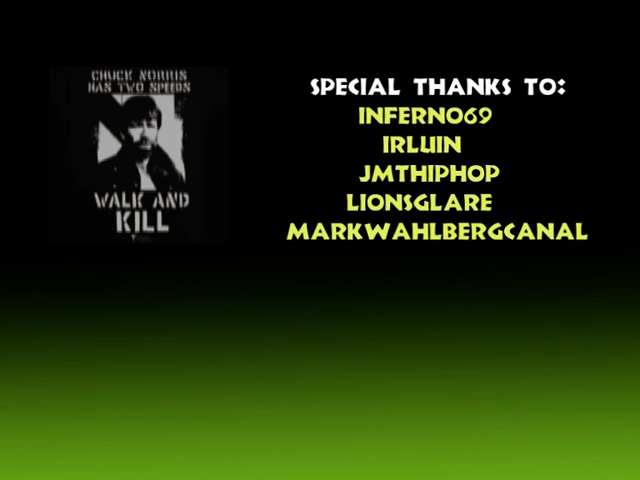 CHUCK NORRIS
HAS TWO SPEEDS
WALK AND
KILL
SPECIAL THANKS TO:
INFERNO69
IRLUIN
JMTHIPHOP
LIONSGLARE
MARKWAHLBERGCANAL